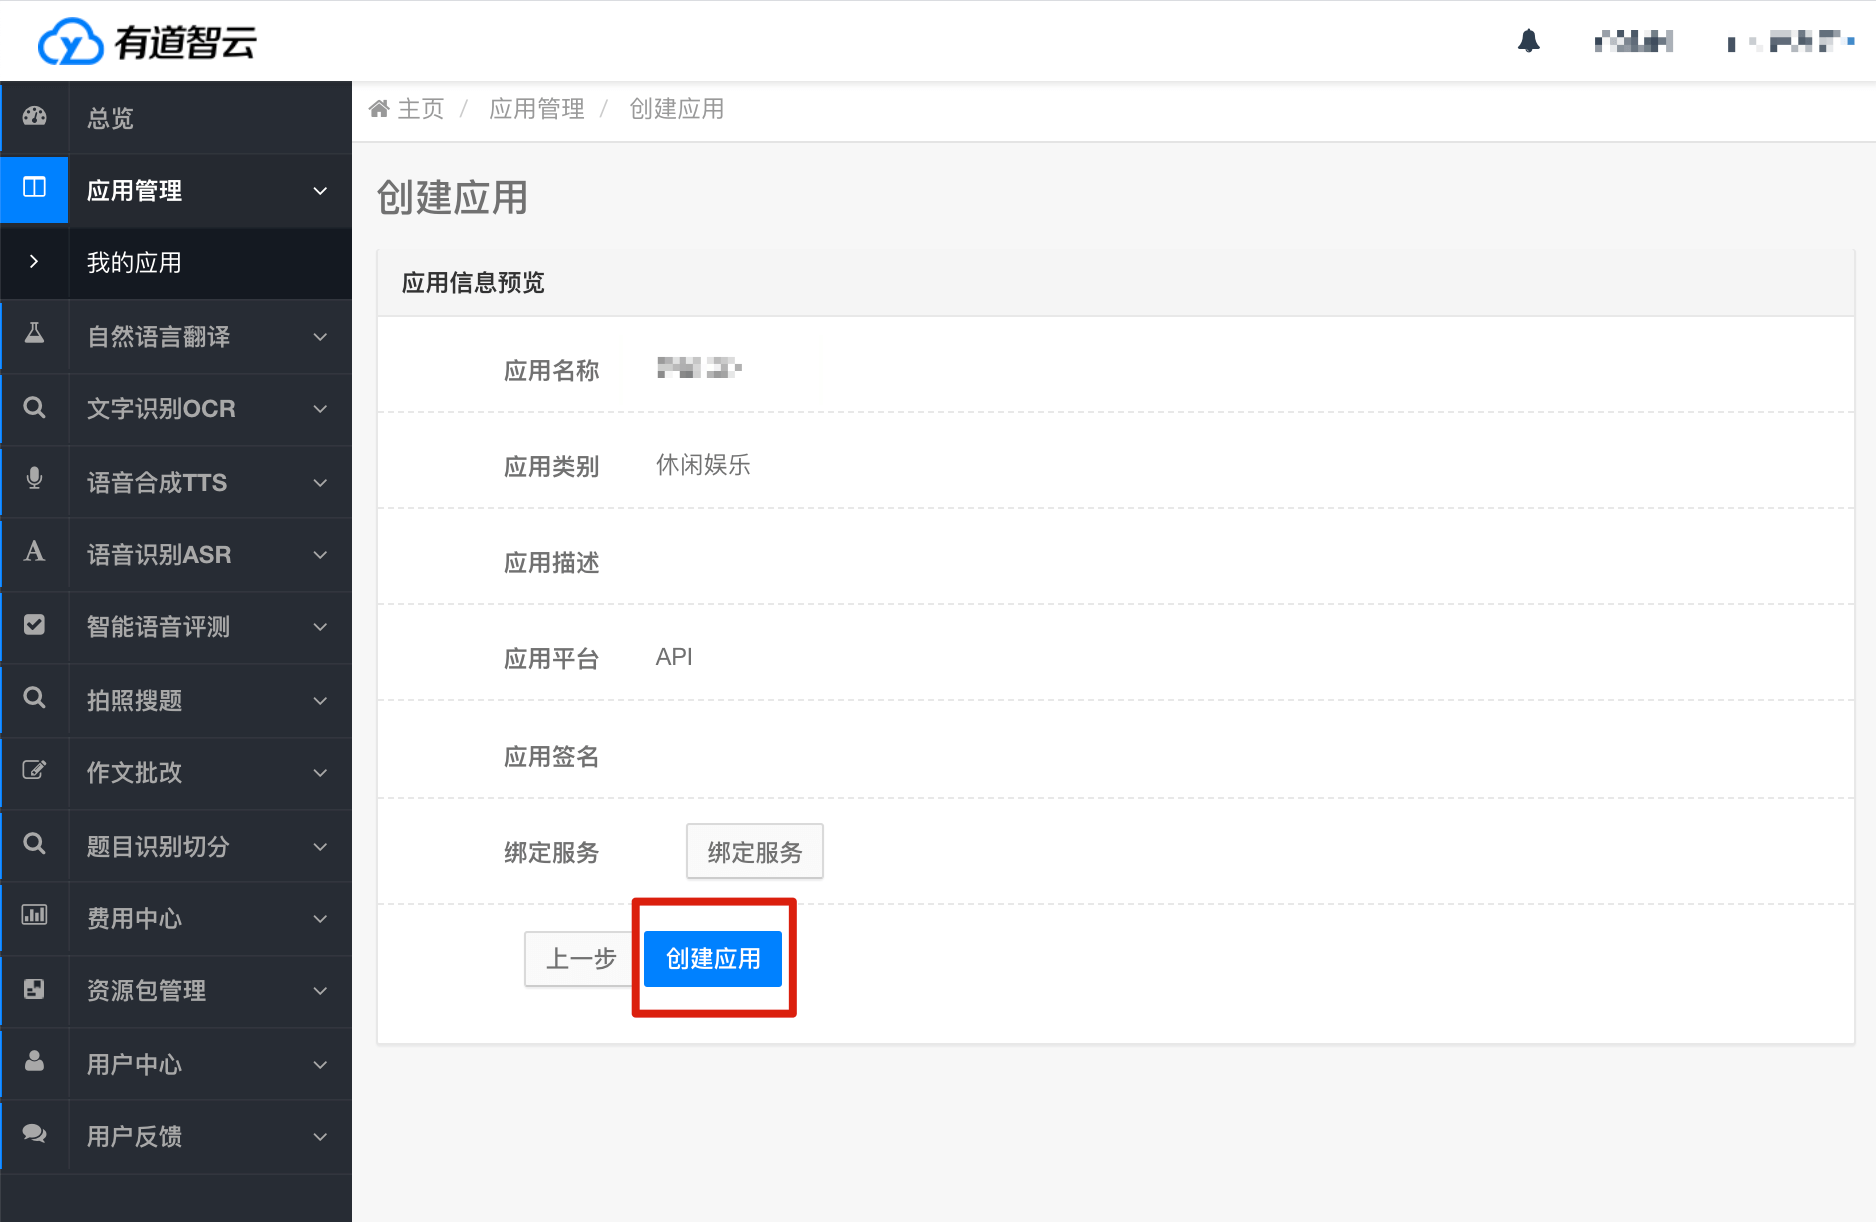 有道智云
主页 / 应用管理 / 创建应用
总览
应用管理
我的应用
自然语言翻译
文字识别OCR
语音合成TTS
语音识别ASR
智能语音评测
拍照搜题
作文批改
题目识别切分
费用中心
资源包管理
用户中心
用户反馈
创建应用
应用信息预览
应用名称
应用类别 休闲娱乐
应用描述
应用平台 API
应用签名
绑定服务 绑定服务
上一步 创建应用